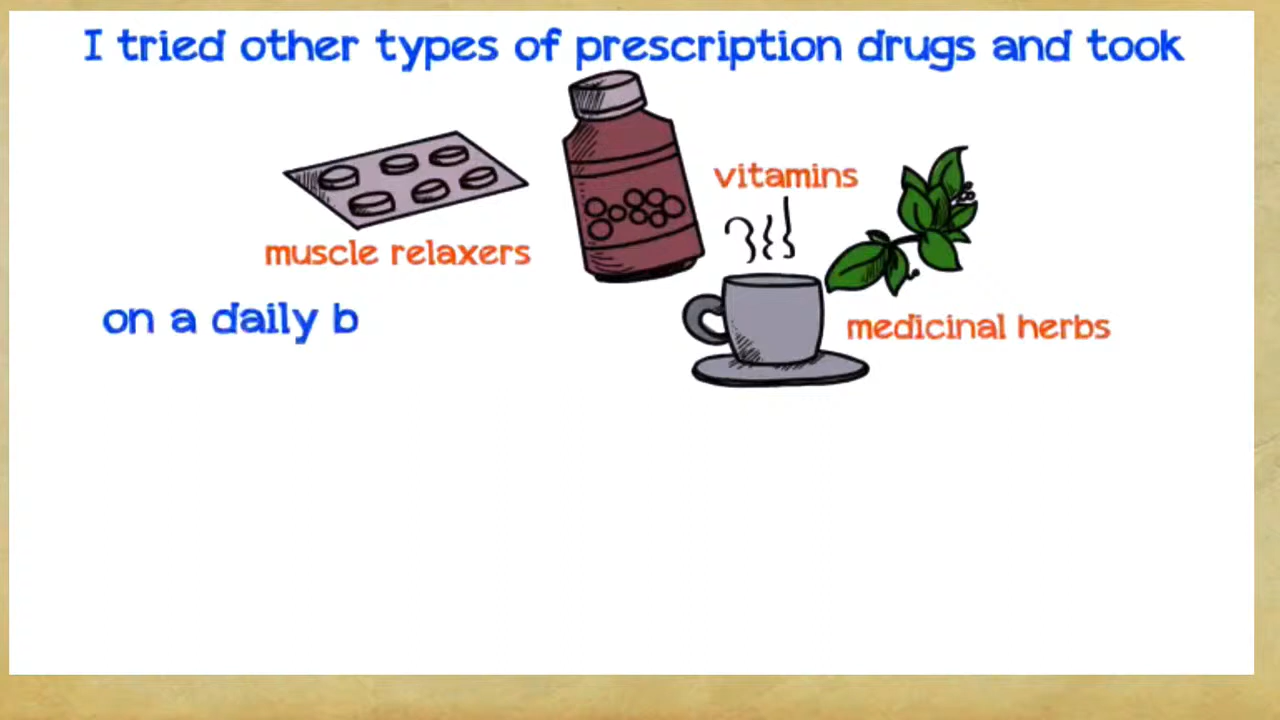 I tried other types of prescription drugs and took
vitamins
muscle relaxers
medicinal herbs
on a daily b